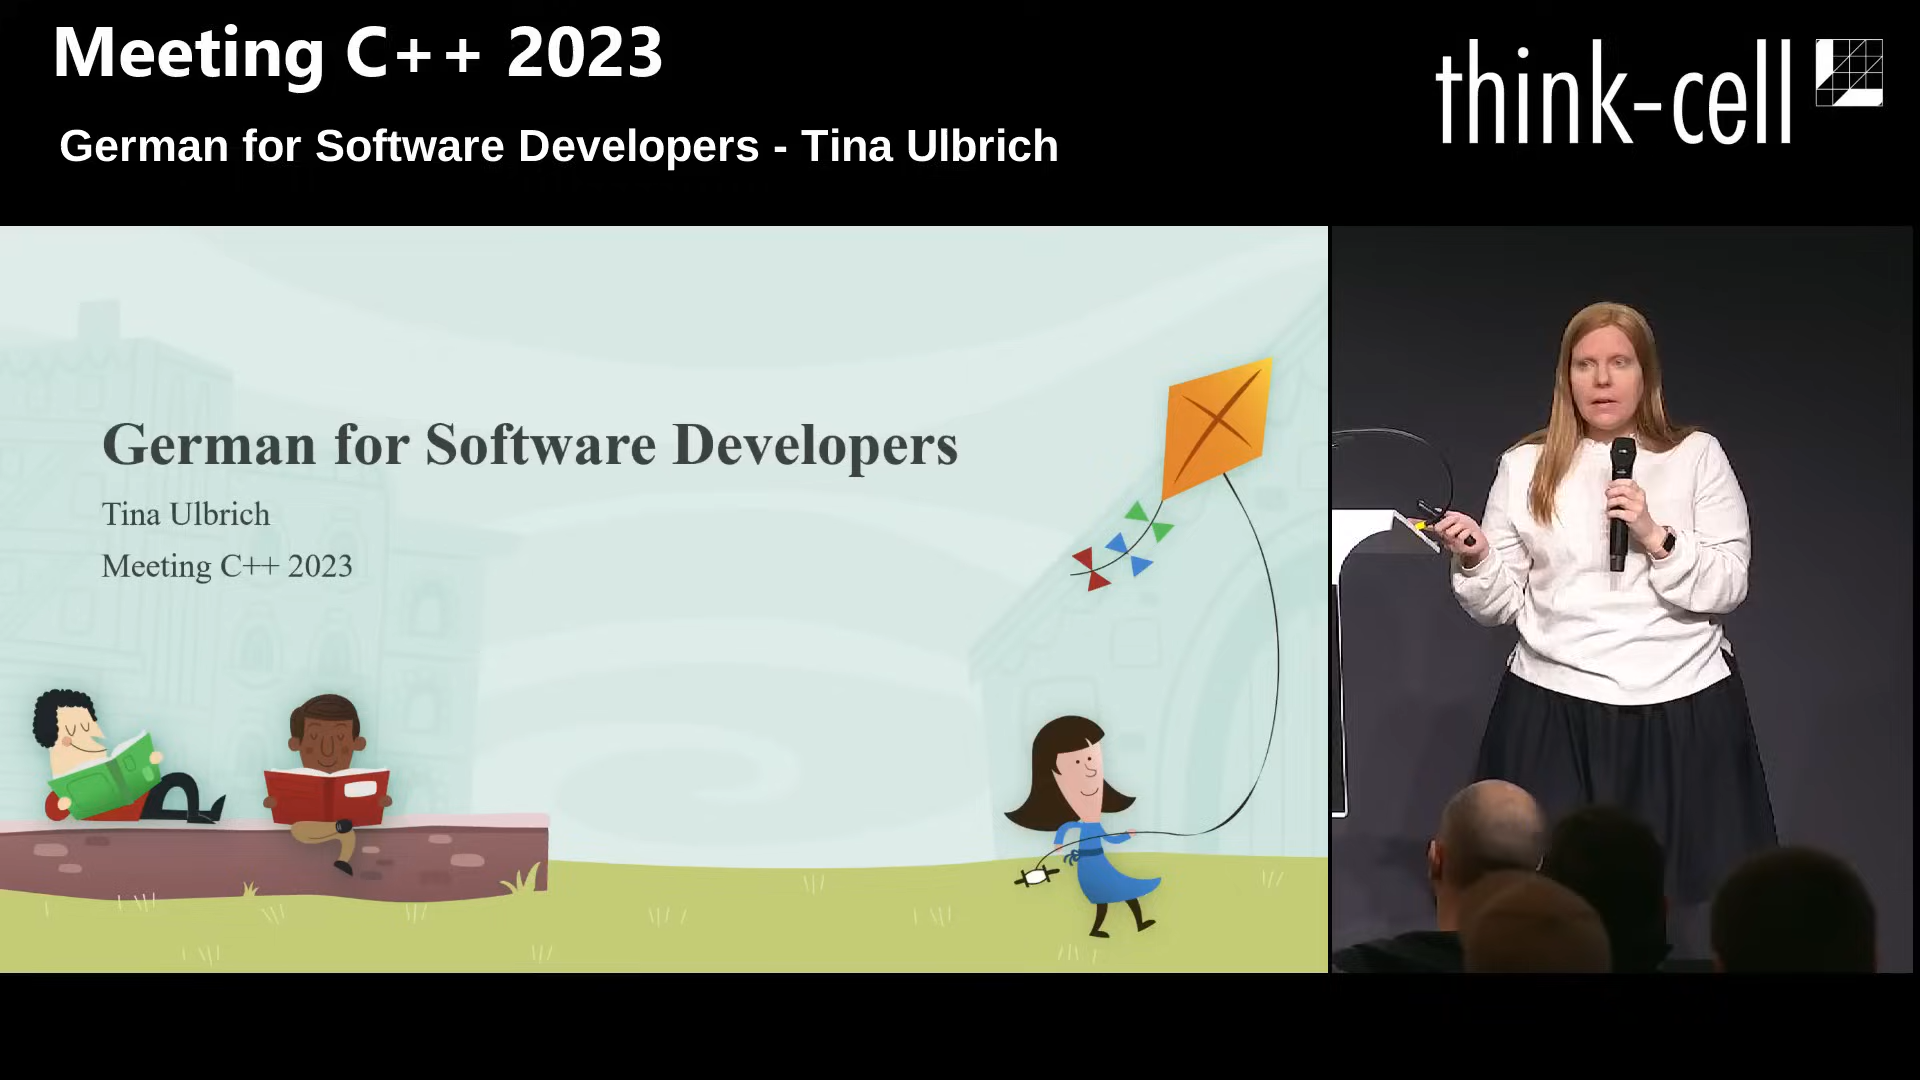 Meeting C++ 2023
German for Software Developers - Tina Ulbrich
think-cell
German for Software Developers
Tina Ulbrich
Meeting C++ 2023